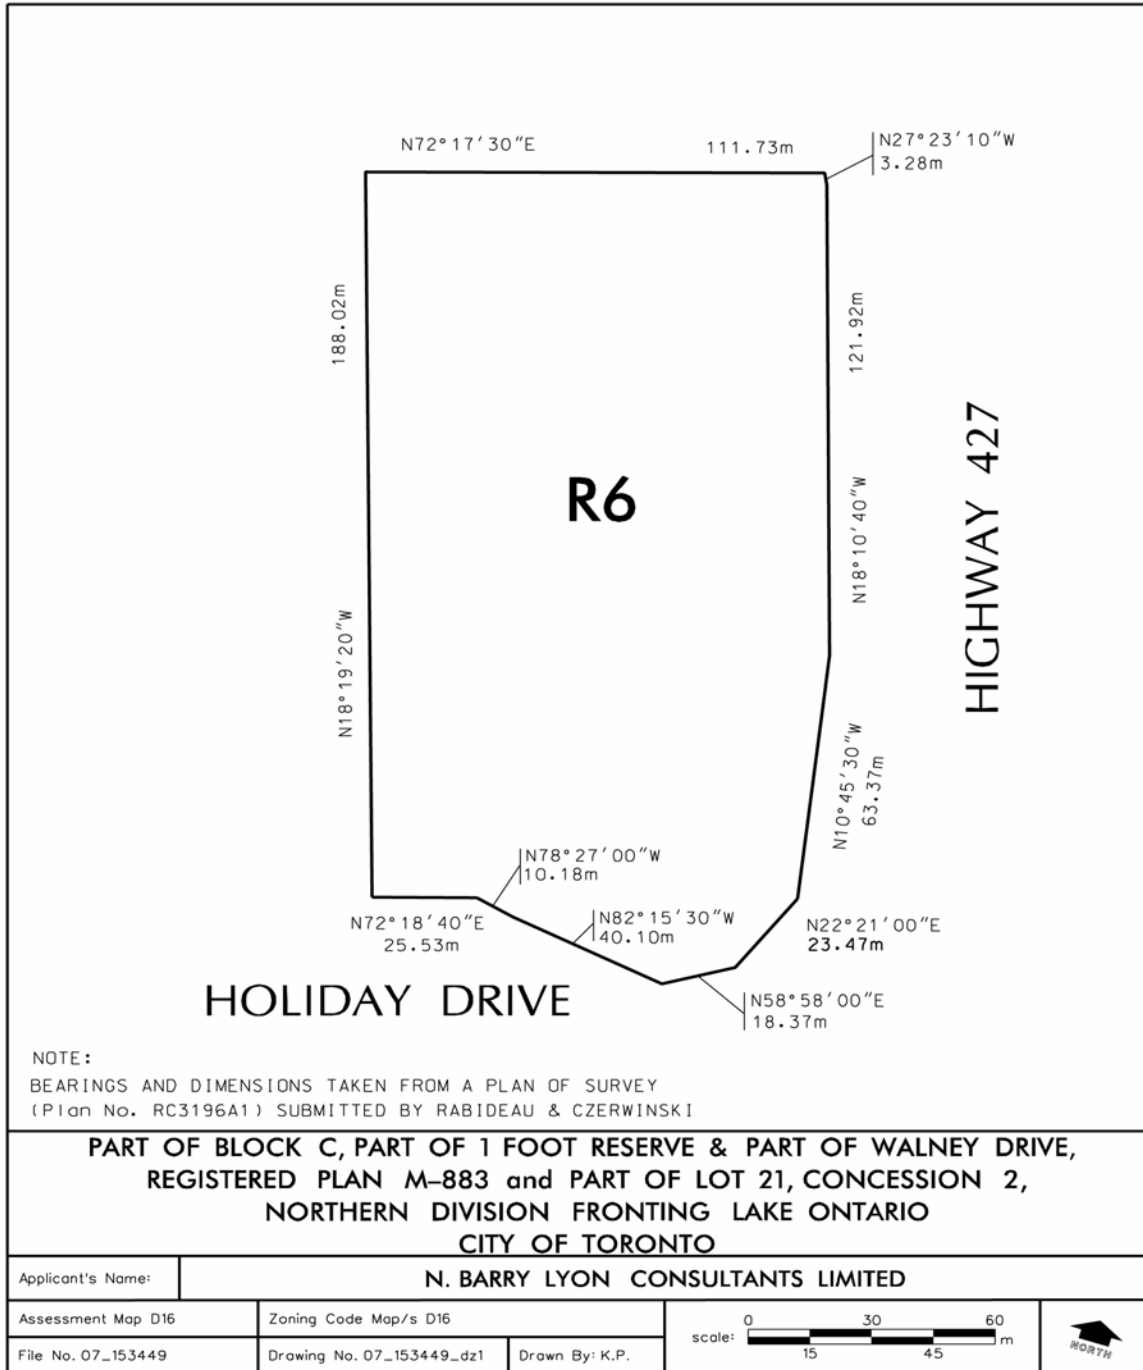 N72°17'30"E
111.73m
N27°23'10"W
3.28m
188.02m
121.92m
HIGHWAY 427
R6
N18°10'40"W
N18°19'20"W
N10°45'30"W
63.37m
N78°27'00"W
10.18m
N72°18'40"E
25.53m
N82°15'30"W
40.10m
N22°21'00"E
23.47m
HOLIDAY DRIVE
N58°58'00"E
18.37m
NOTE:
BEARINGS AND DIMENSIONS TAKEN FROM A PLAN OF SURVEY
(Plan No. RC3196A1) SUBMITTED BY RABIDEAU & CZERWINSKI
PART OF BLOCK C, PART OF 1 FOOT RESERVE & PART OF WALNEY DRIVE,
REGISTERED PLAN M-883 and PART OF LOT 21, CONCESSION 2,
NORTHERN DIVISION FRONTING LAKE ONTARIO
CITY OF TORONTO
Applicant's Name:
N. BARRY LYON CONSULTANTS LIMITED
Assessment Map D16
Zoning Code Map/s D16
File No. 07_153449
Drawing No. 07_153449_dz1
Drawn By: K.P.
scale:
0 30 60
m
15 45
NORTH